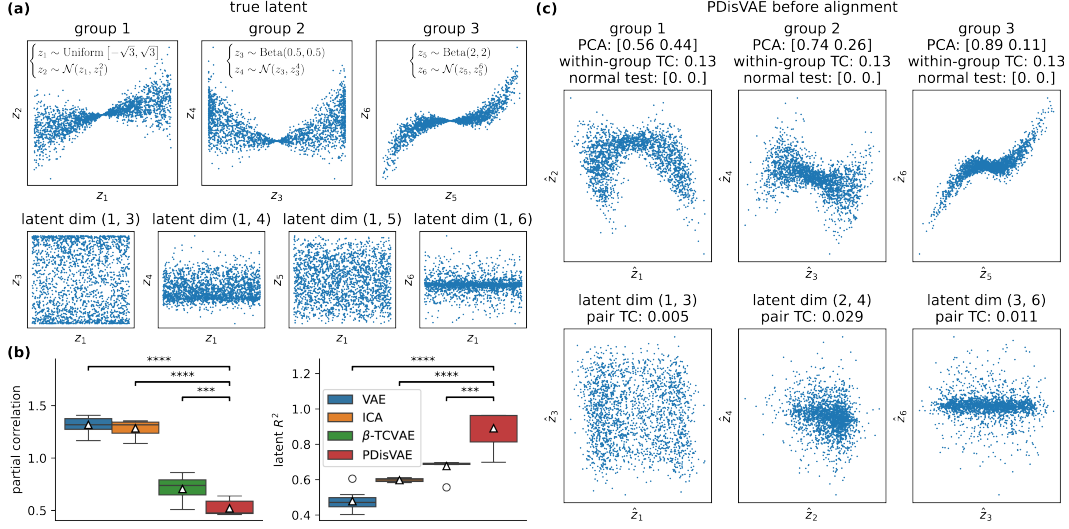 (a)
true latent
group 1
group 2
group 3
z₁ ∼ Uniform [−√3, √3]
z₂ ∼ N(z₁, z₁²)
z₃ ∼ Beta(0.5, 0.5)
z₄ ∼ N(z₃, z₃⁴)
z₅ ∼ Beta(2, 2)
z₆ ∼ N(z₅, z₅⁶)
z₂
z₁
z₄
z₃
z₆
z₅
latent dim (1, 3)
latent dim (1, 4)
latent dim (1, 5)
latent dim (1, 6)
z₃
z₁
z₄
z₁
z₅
z₁
z₆
z₁
(b)
partial correlation
1.5
1.0
0.5
****
****
***
latent R²
1.2
1.0
0.8
0.6
0.4
****
****
***
VAE
ICA
β-TCVAE
PDisVAE
(c)
PDisVAE before alignment
group 1
PCA: [0.56 0.44]
within-group TC: 0.13
normal test: [0. 0.]
group 2
PCA: [0.74 0.26]
within-group TC: 0.13
normal test: [0. 0.]
group 3
PCA: [0.89 0.11]
within-group TC: 0.13
normal test: [0. 0.]
ẑ₂
ẑ₁
ẑ₄
ẑ₃
ẑ₆
ẑ₅
latent dim (1, 3)
pair TC: 0.005
latent dim (2, 4)
pair TC: 0.029
latent dim (3, 6)
pair TC: 0.011
ẑ₃
ẑ₁
ẑ₄
ẑ₂
ẑ₆
ẑ₃